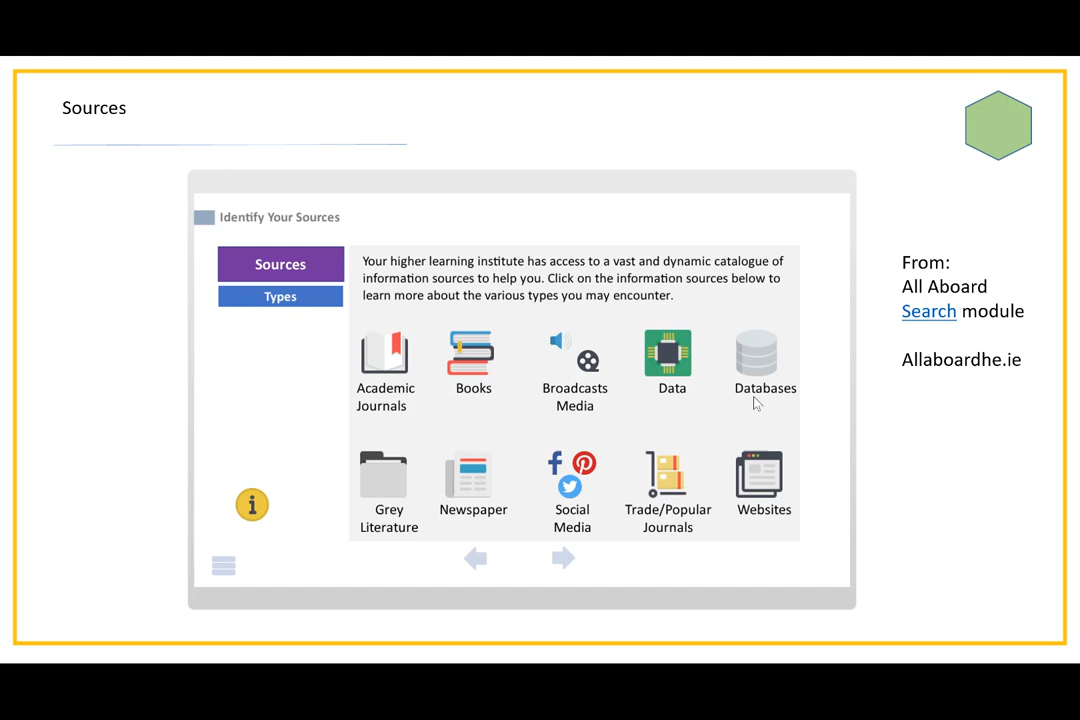 Sources
Identify Your Sources
Sources
Types
Your higher learning institute has access to a vast and dynamic catalogue of
information sources to help you. Click on the information sources below to
learn more about the various types you may encounter.
Academic
Journals
Books
Broadcasts
Media
Data
Databases
Grey
Literature
Newspaper
Social
Media
Trade/Popular
Journals
Websites
From:
All Aboard
Search module
Allaboardhe.ie